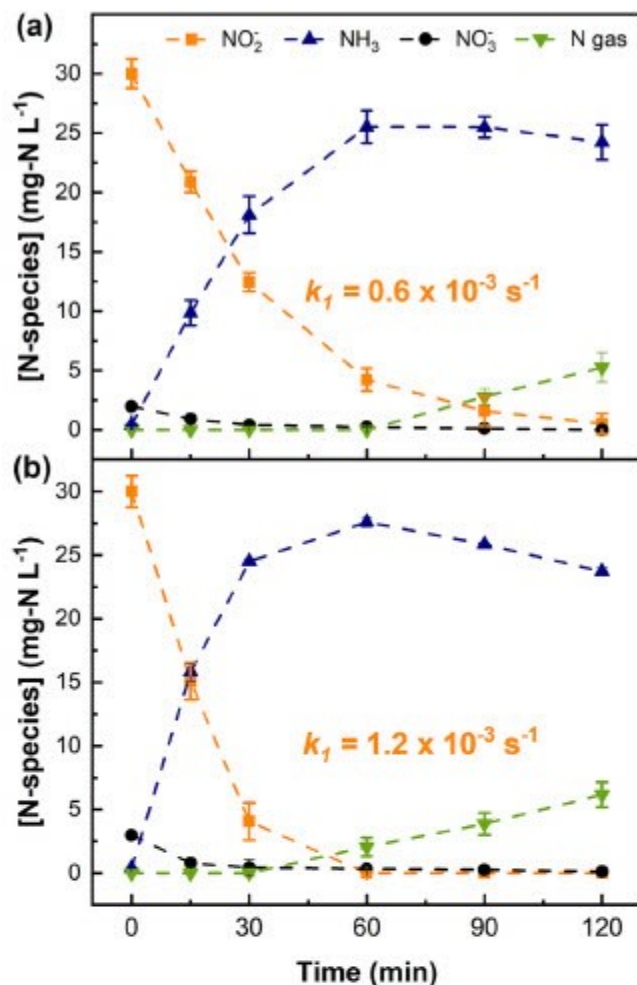 (a)
NO₂⁻ NH₃ NO₃⁻ N gas
[N-species] (mg-N L⁻¹)
30
25
20
15
10
5
0
k₁ = 0.6 x 10⁻³ s⁻¹
(b)
[N-species] (mg-N L⁻¹)
30
25
20
15
10
5
0
k₁ = 1.2 x 10⁻³ s⁻¹
0 30 60 90 120
Time (min)